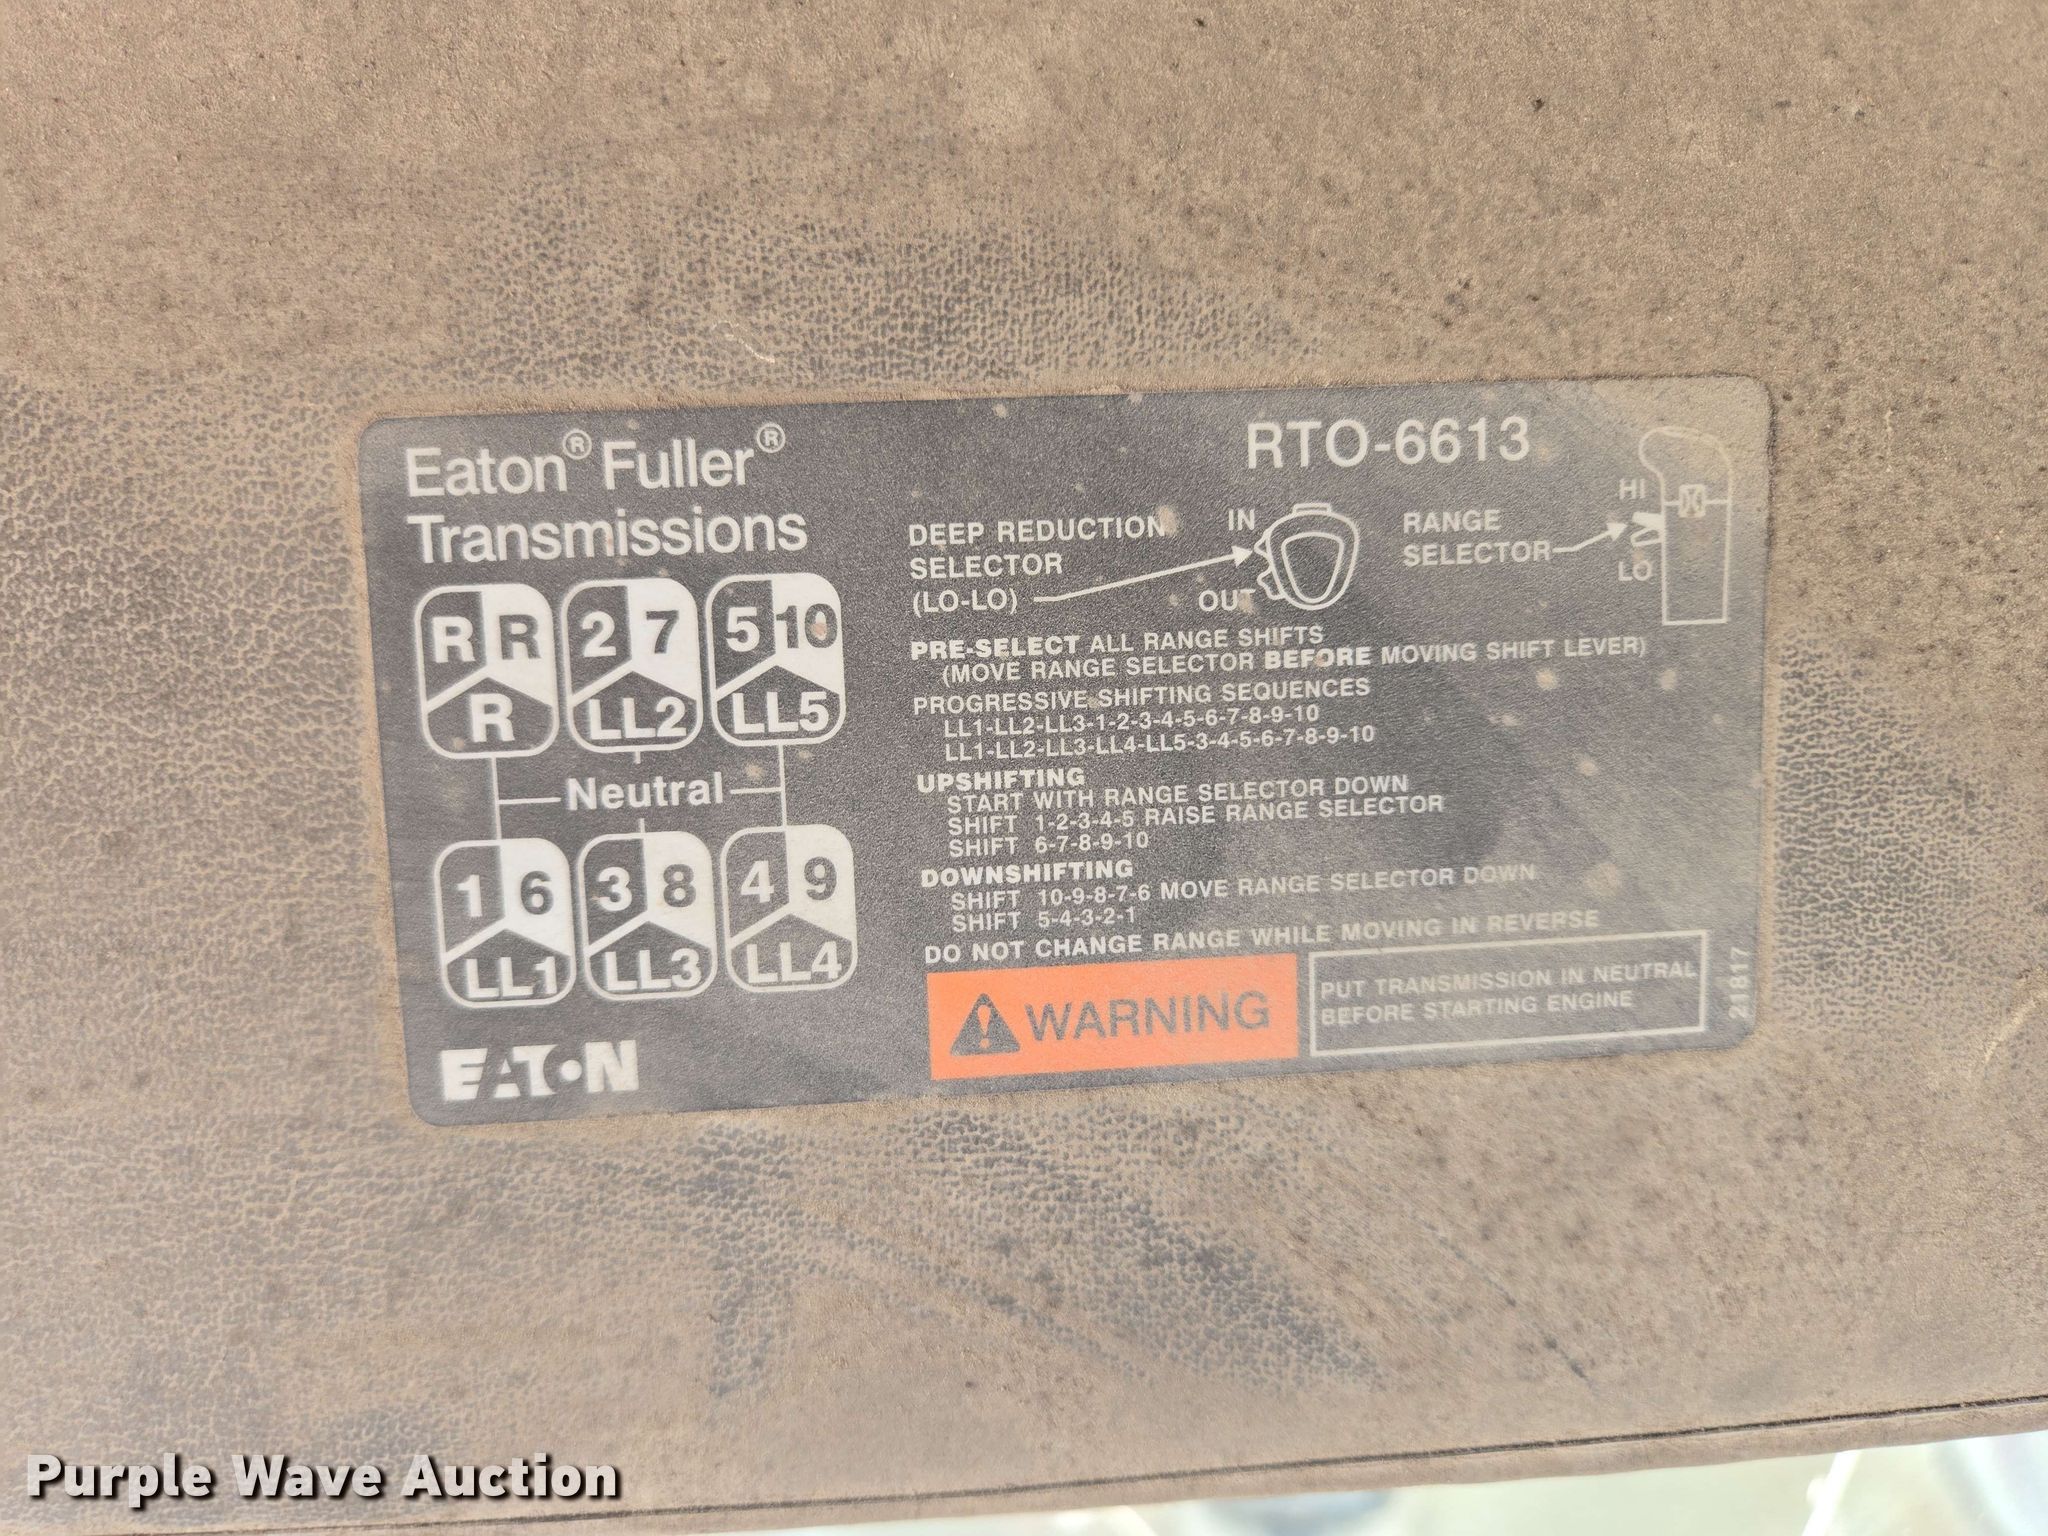 Eaton® Fuller®
Transmissions
RTO-6613
DEEP REDUCTION
SELECTOR
(LO-LO)
IN
OUT
RANGE
SELECTOR
HI
LO
R R 2 7 5 10
R LL2 LL5
Neutral
1 6 3 8 4 9
LL1 LL3 LL4
EATON
PRE-SELECT ALL RANGE SHIFTS
(MOVE RANGE SELECTOR BEFORE MOVING SHIFT LEVER)
PROGRESSIVE SHIFTING SEQUENCES
LL1-LL2-LL3-1-2-3-4-5-6-7-8-9-10
LL1-LL2-LL3-LL4-LL5-3-4-5-6-7-8-9-10
UPSHIFTING
START WITH RANGE SELECTOR DOWN
SHIFT 1-2-3-4-5 RAISE RANGE SELECTOR
SHIFT 6-7-8-9-10
DOWNSHIFTING
SHIFT 10-9-8-7-6 MOVE RANGE SELECTOR DOWN
SHIFT 5-4-3-2-1
DO NOT CHANGE RANGE WHILE MOVING IN REVERSE
WARNING
PUT TRANSMISSION IN NEUTRAL
BEFORE STARTING ENGINE
21817
Purple Wave Auction